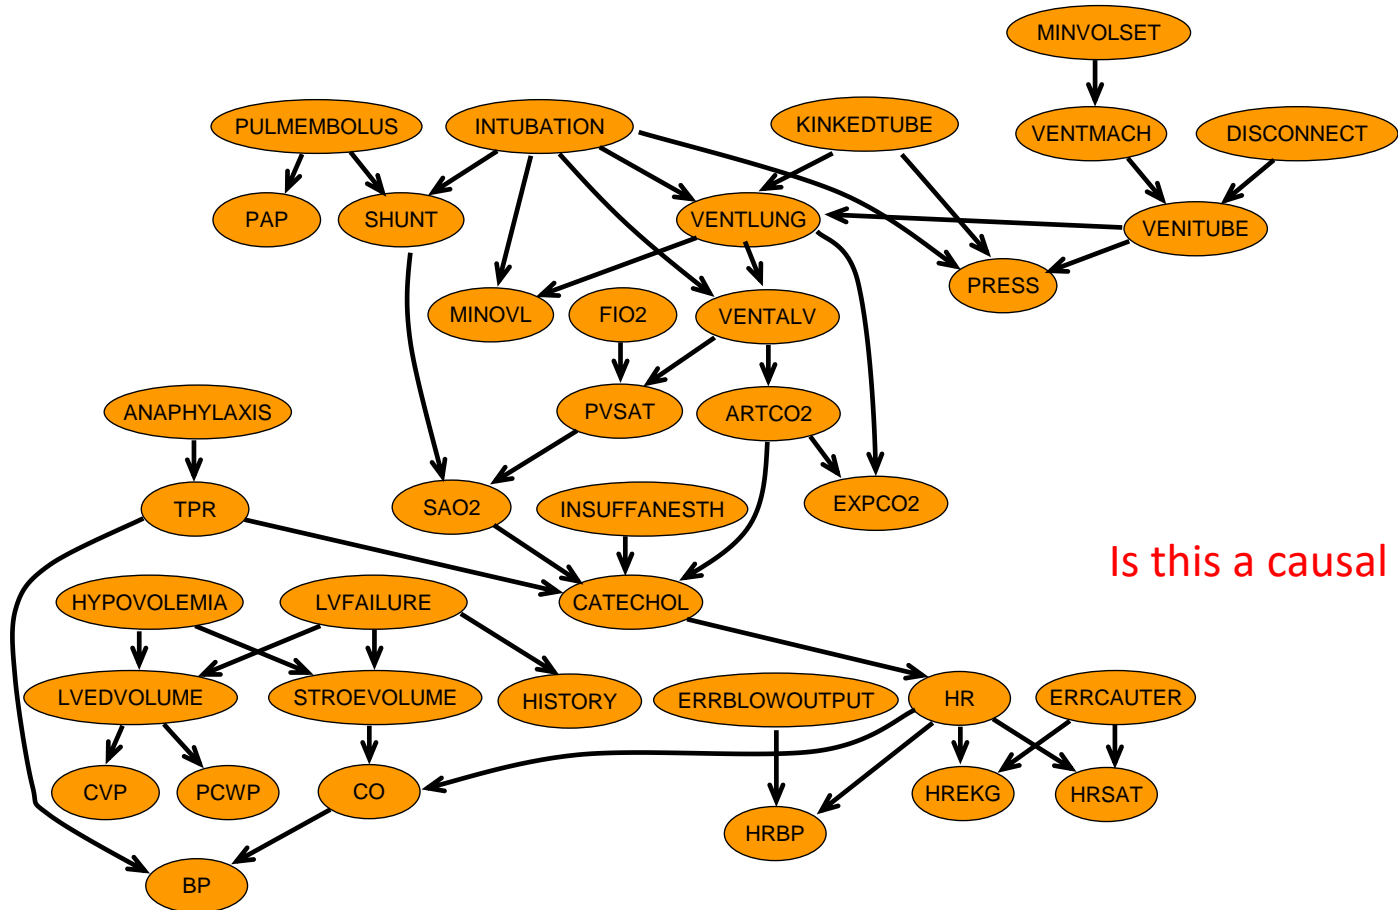 MINVOLSET
PULMEMBOLUS
INTUBATION
KINKEDTUBE
VENTMACH
DISCONNECT
PAP
SHUNT
VENTLUNG
VENITUBE
PRESS
MINOVL
FIO2
VENTALV
ANAPHYLAXIS
PVSAT
ARTCO2
TPR
SAO2
INSUFFANESTH
EXPCO2
Is this a causal
HYPOVOLEMIA
LVFAILURE
CATECHOL
LVEDVOLUME
STROEVOLUME
HISTORY
ERRBLOWOUTPUT
HR
ERRCAUTER
CVP
PCWP
CO
HREKG
HRSAT
HRBP
BP